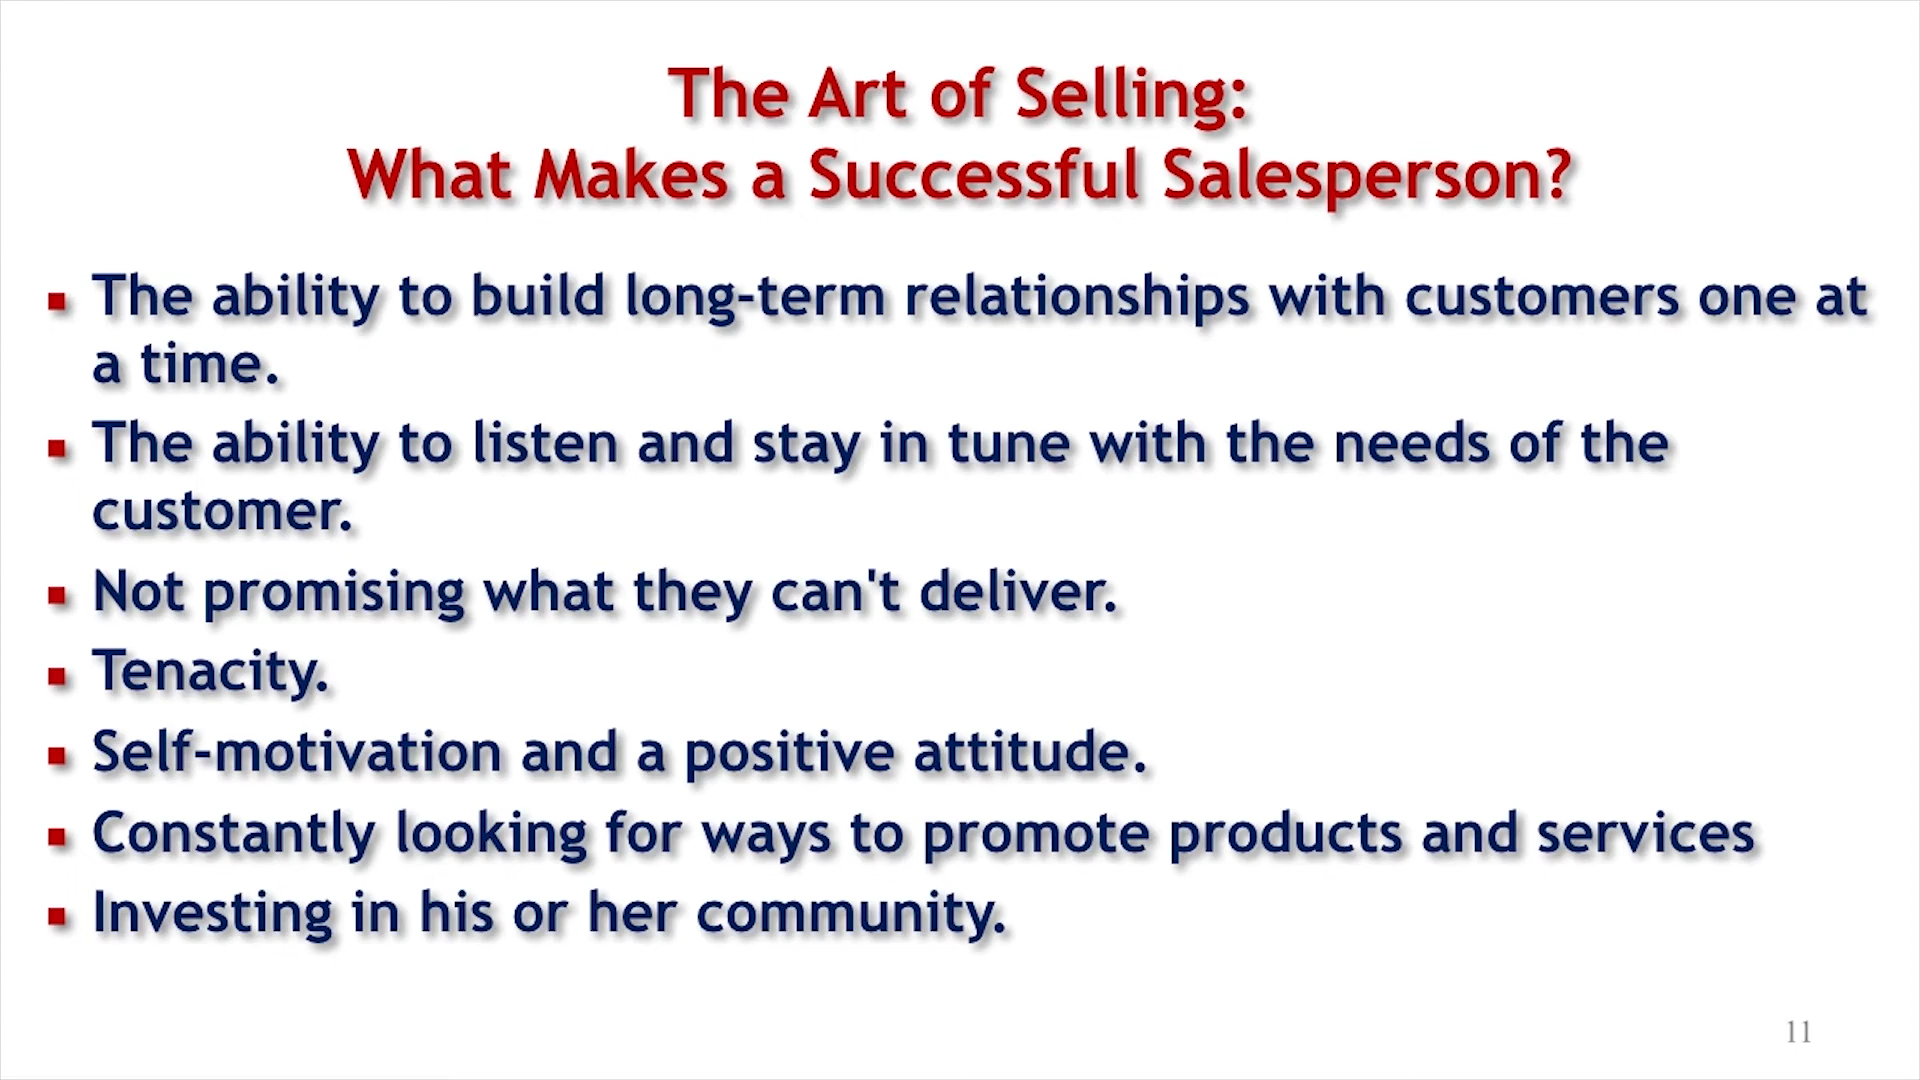 The Art of Selling:
What Makes a Successful Salesperson?
▪ The ability to build long-term relationships with customers one at
a time.
▪ The ability to listen and stay in tune with the needs of the
customer.
▪ Not promising what they can't deliver.
▪ Tenacity.
▪ Self-motivation and a positive attitude.
▪ Constantly looking for ways to promote products and services
▪ Investing in his or her community.
11